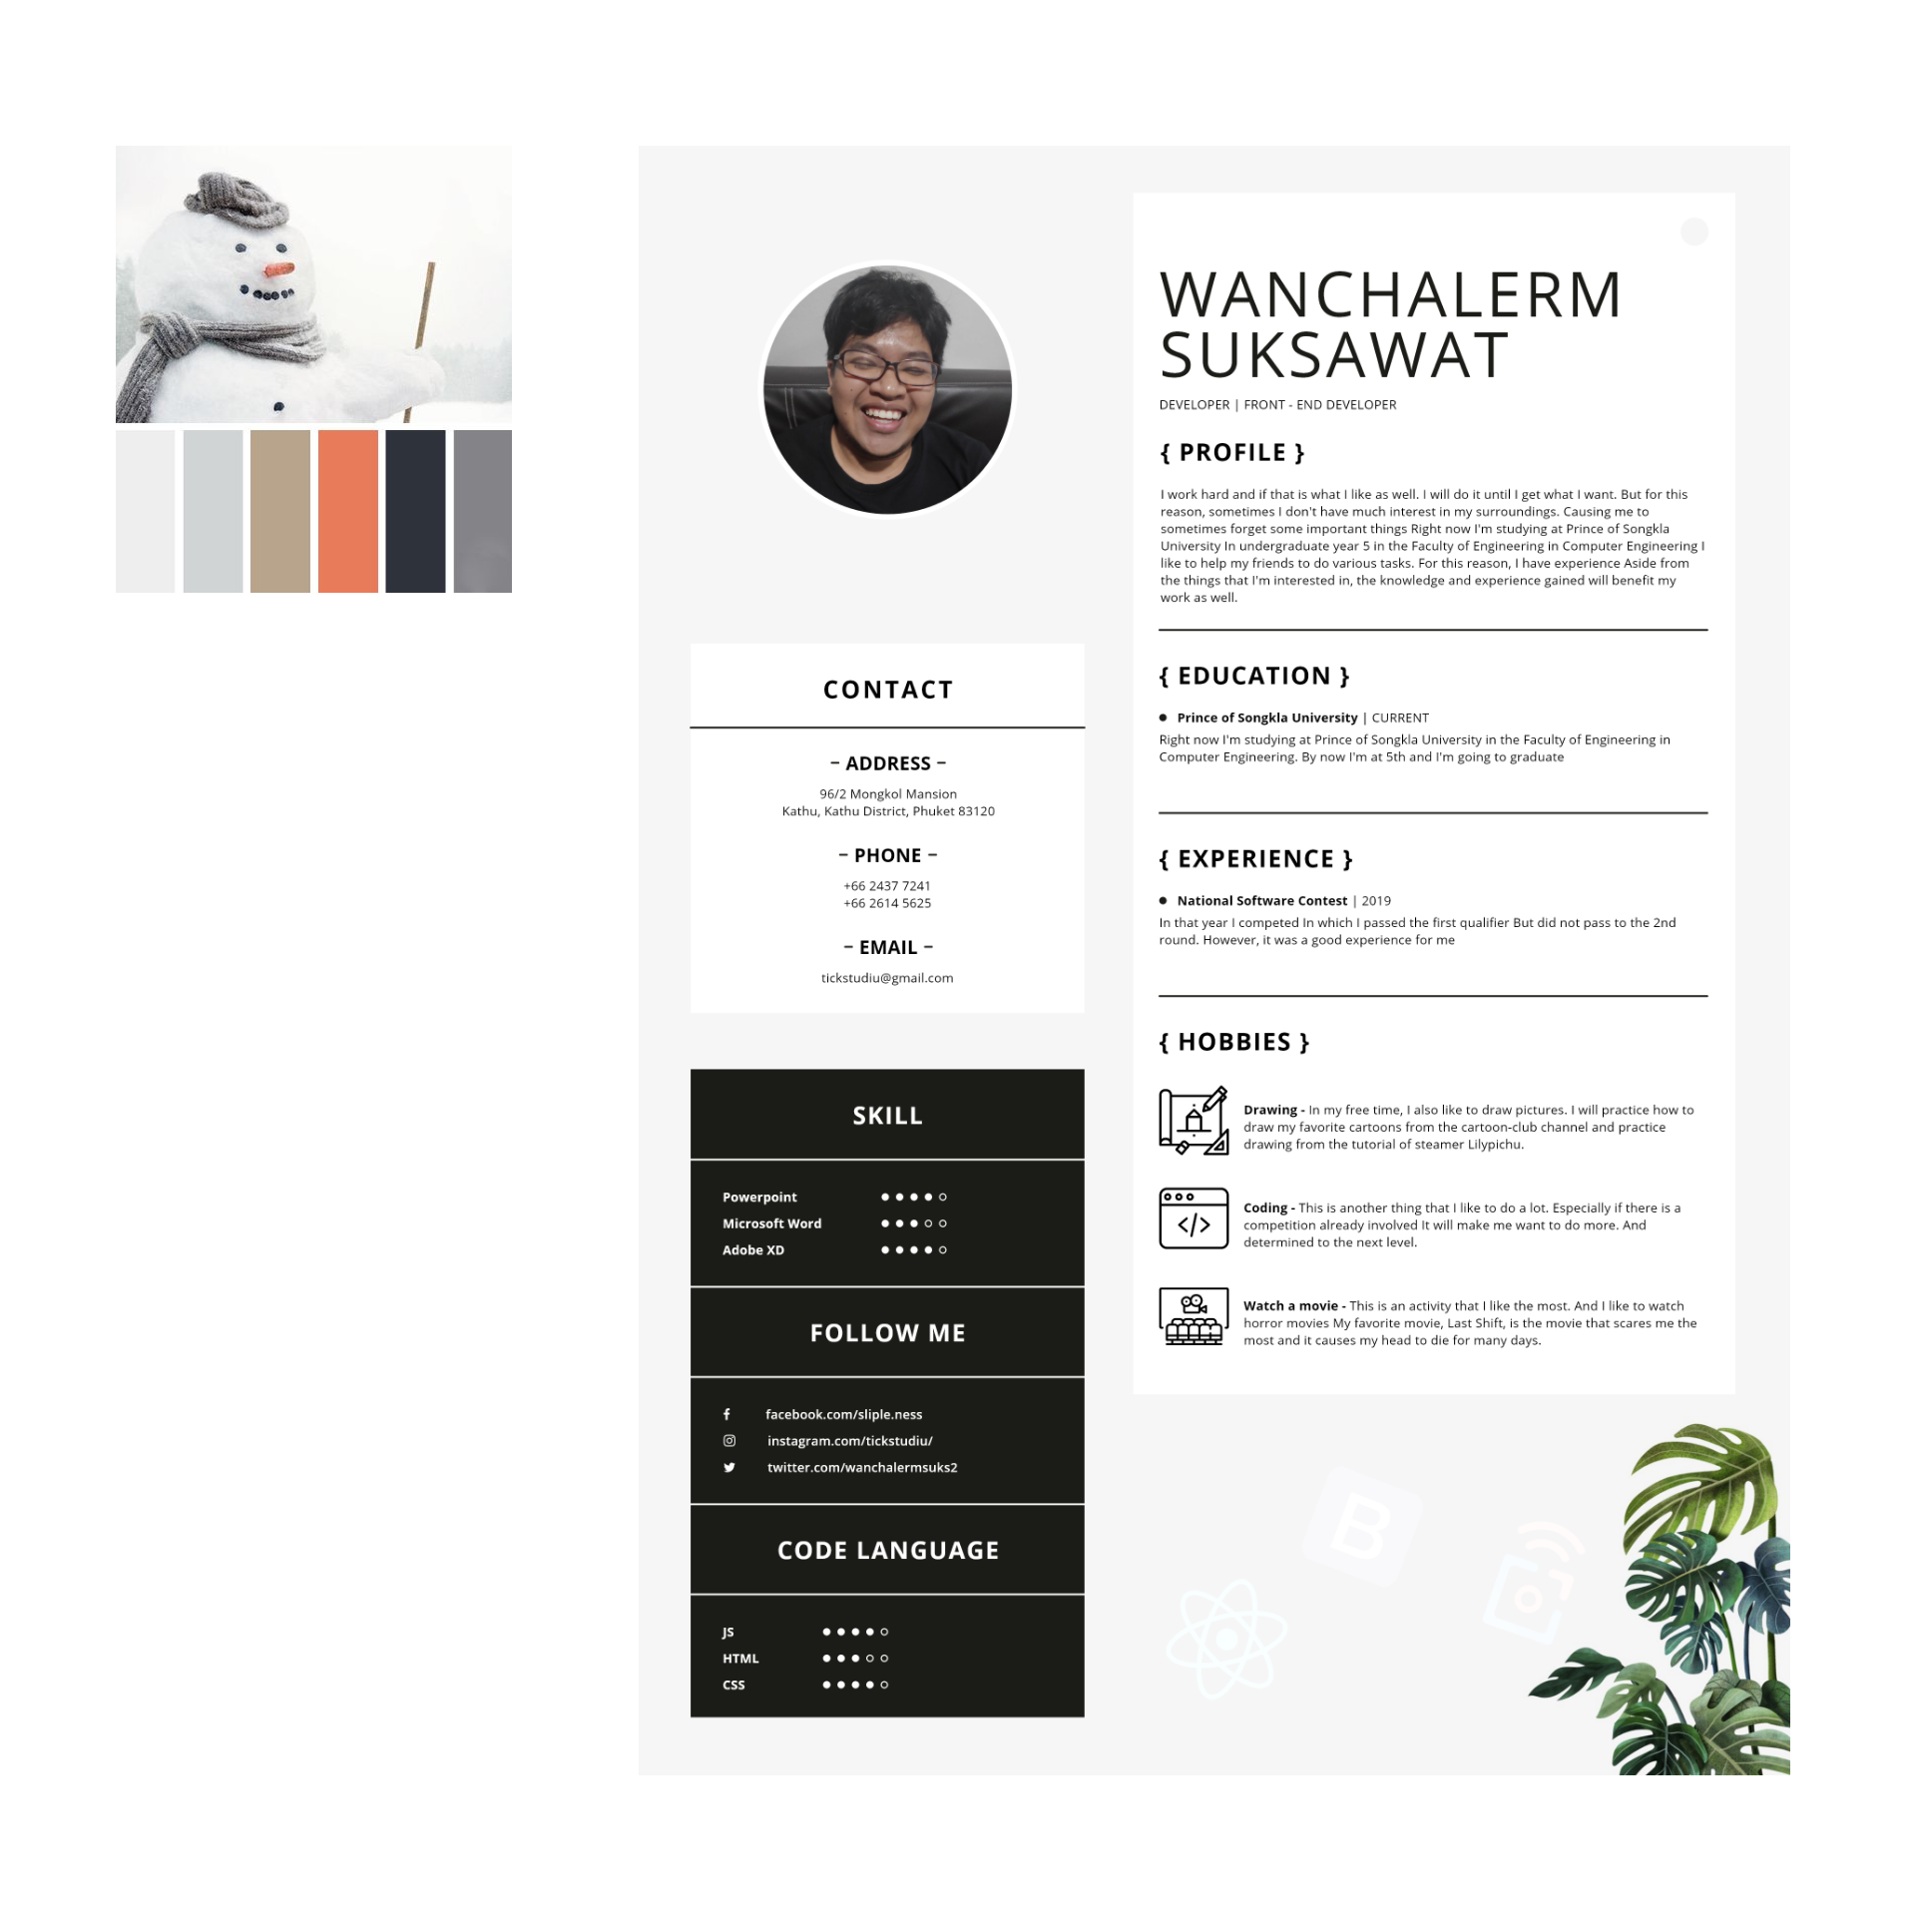 WANCHALERM
SUKSAWAT
DEVELOPER | FRONT - END DEVELOPER
{ PROFILE }
I work hard and if that is what I like as well. I will do it until I get what I want. But for this
reason, sometimes I don't have much interest in my surroundings. Causing me to
sometimes forget some important things Right now I'm studying at Prince of Songkla
University In undergraduate year 5 in the Faculty of Engineering in Computer Engineering I
like to help my friends to do various tasks. For this reason, I have experience Aside from
the things that I'm interested in, the knowledge and experience gained will benefit my
work as well.
{ EDUCATION }
Prince of Songkla University | CURRENT
Right now I'm studying at Prince of Songkla University in the Faculty of Engineering in
Computer Engineering. By now I'm at 5th and I'm going to graduate
{ EXPERIENCE }
National Software Contest | 2019
In that year I competed In which I passed the first qualifier But did not pass to the 2nd
round. However, it was a good experience for me
{ HOBBIES }
Drawing - In my free time, I also like to draw pictures. I will practice how to
draw my favorite cartoons from the cartoon-club channel and practice
drawing from the tutorial of steamer Lilypichu.
</>
Coding - This is another thing that I like to do a lot. Especially if there is a
competition already involved It will make me want to do more. And
determined to the next level.
Watch a movie - This is an activity that I like the most. And I like to watch
horror movies My favorite movie, Last Shift, is the movie that scares me the
most and it causes my head to die for many days.
CONTACT
– ADDRESS –
96/2 Mongkol Mansion
Kathu, Kathu District, Phuket 83120
– PHONE –
+66 2437 7241
+66 2614 5625
– EMAIL –
tickstudiu@gmail.com
SKILL
Powerpoint
Microsoft Word
Adobe XD
FOLLOW ME
facebook.com/sliple.ness
instagram.com/tickstudiu/
twitter.com/wanchalermsuks2
CODE LANGUAGE
JS
HTML
CSS
B